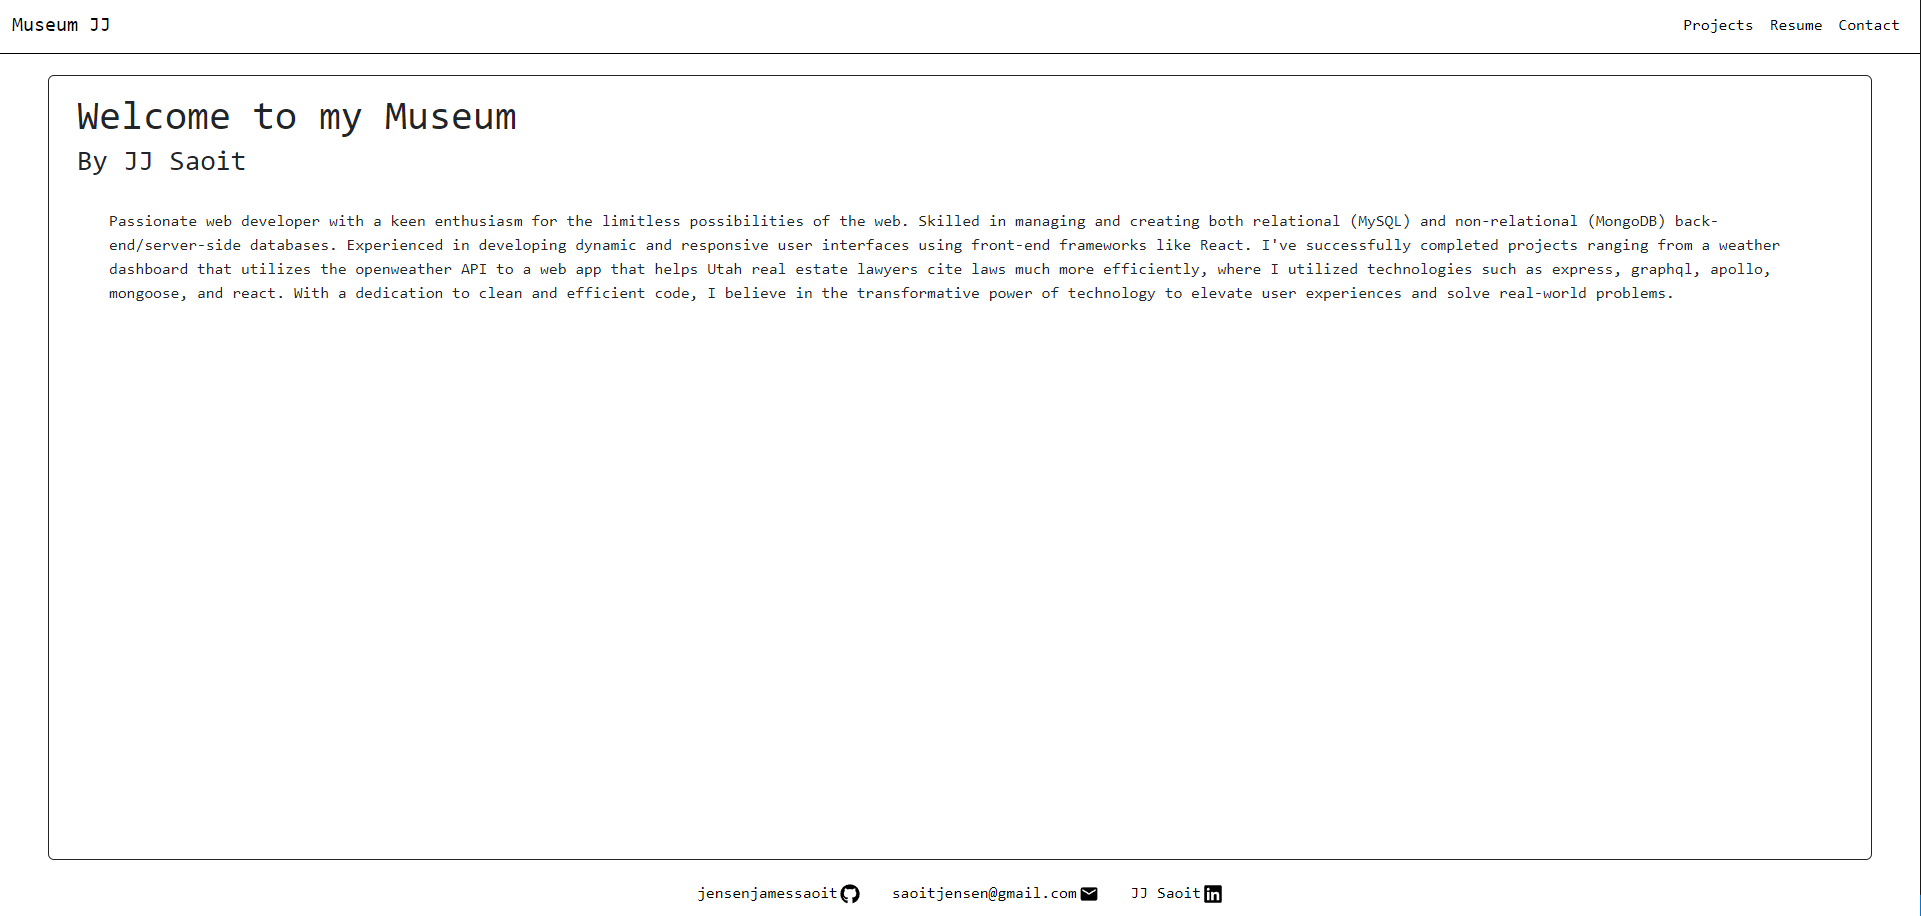 Museum JJ
Projects Resume Contact
Welcome to my Museum
By JJ Saoit
Passionate web developer with a keen enthusiasm for the limitless possibilities of the web. Skilled in managing and creating both relational (MySQL) and non-relational (MongoDB) back-
end/server-side databases. Experienced in developing dynamic and responsive user interfaces using front-end frameworks like React. I've successfully completed projects ranging from a weather
dashboard that utilizes the openweather API to a web app that helps Utah real estate lawyers cite laws much more efficiently, where I utilized technologies such as express, graphql, apollo,
mongoose, and react. With a dedication to clean and efficient code, I believe in the transformative power of technology to elevate user experiences and solve real-world problems.
jensenjamessaoit saoitjensen@gmail.com JJ Saoit